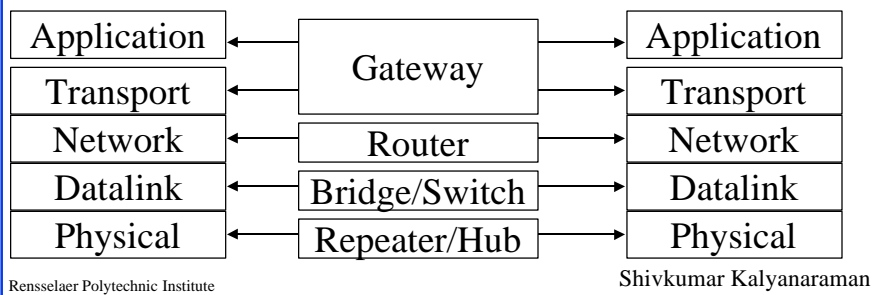 Application Gateway Application
Transport Transport
Network Router Network
Datalink Bridge/Switch Datalink
Physical Repeater/Hub Physical
Rensselaer Polytechnic Institute Shivkumar Kalyanaraman